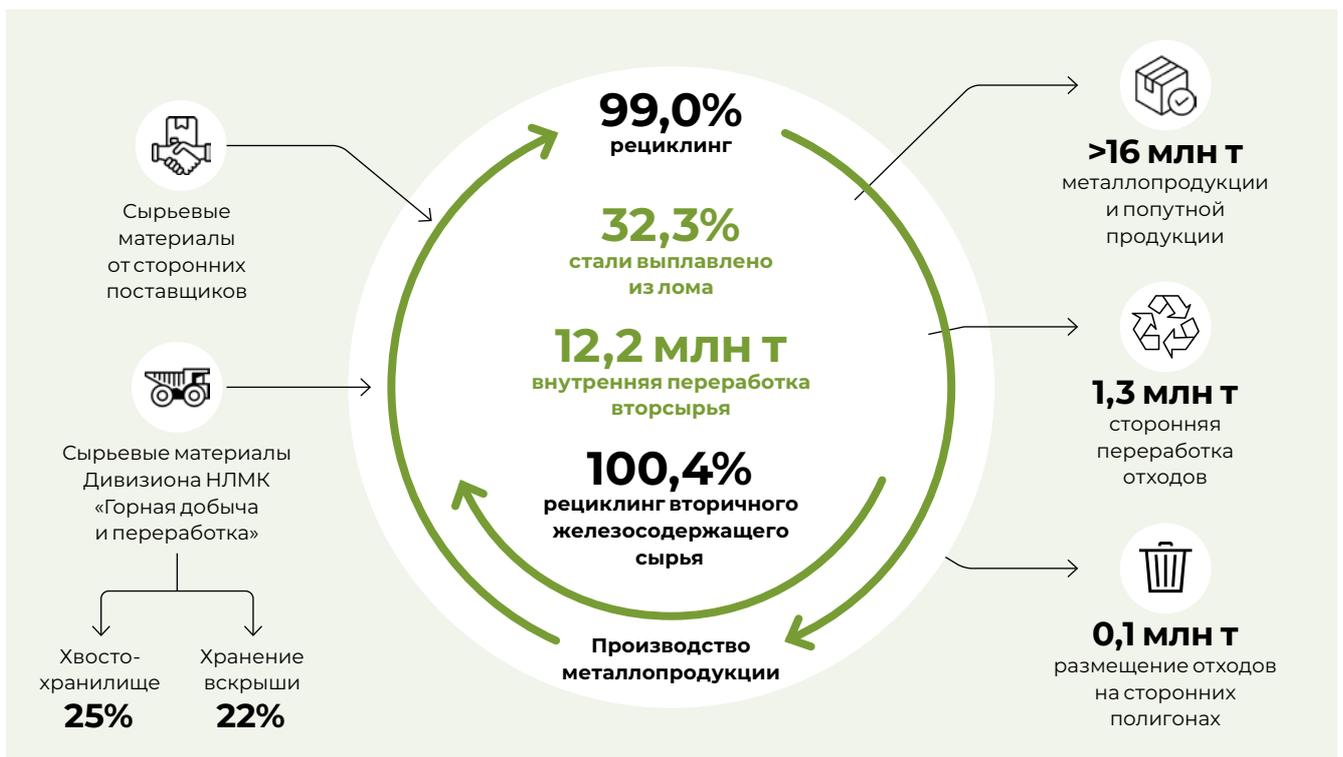 Сырьевые
материалы
от сторонних
поставщиков
Сырьевые материалы
Дивизиона НЛМК
«Горная добыча
и переработка»
Хвосто-
хранилище
25%
Хранение
вскрыши
22%
99,0%
рециклинг
32,3%
стали выплавлено
из лома
12,2 млн т
внутренняя переработка
вторсырья
100,4%
рециклинг вторичного
железосодержащего
сырья
Производство
металлопродукции
>16 млн т
металлопродукции
и попутной
продукции
1,3 млн т
сторонняя
переработка
отходов
0,1 млн т
размещение отходов
на сторонних
полигонах